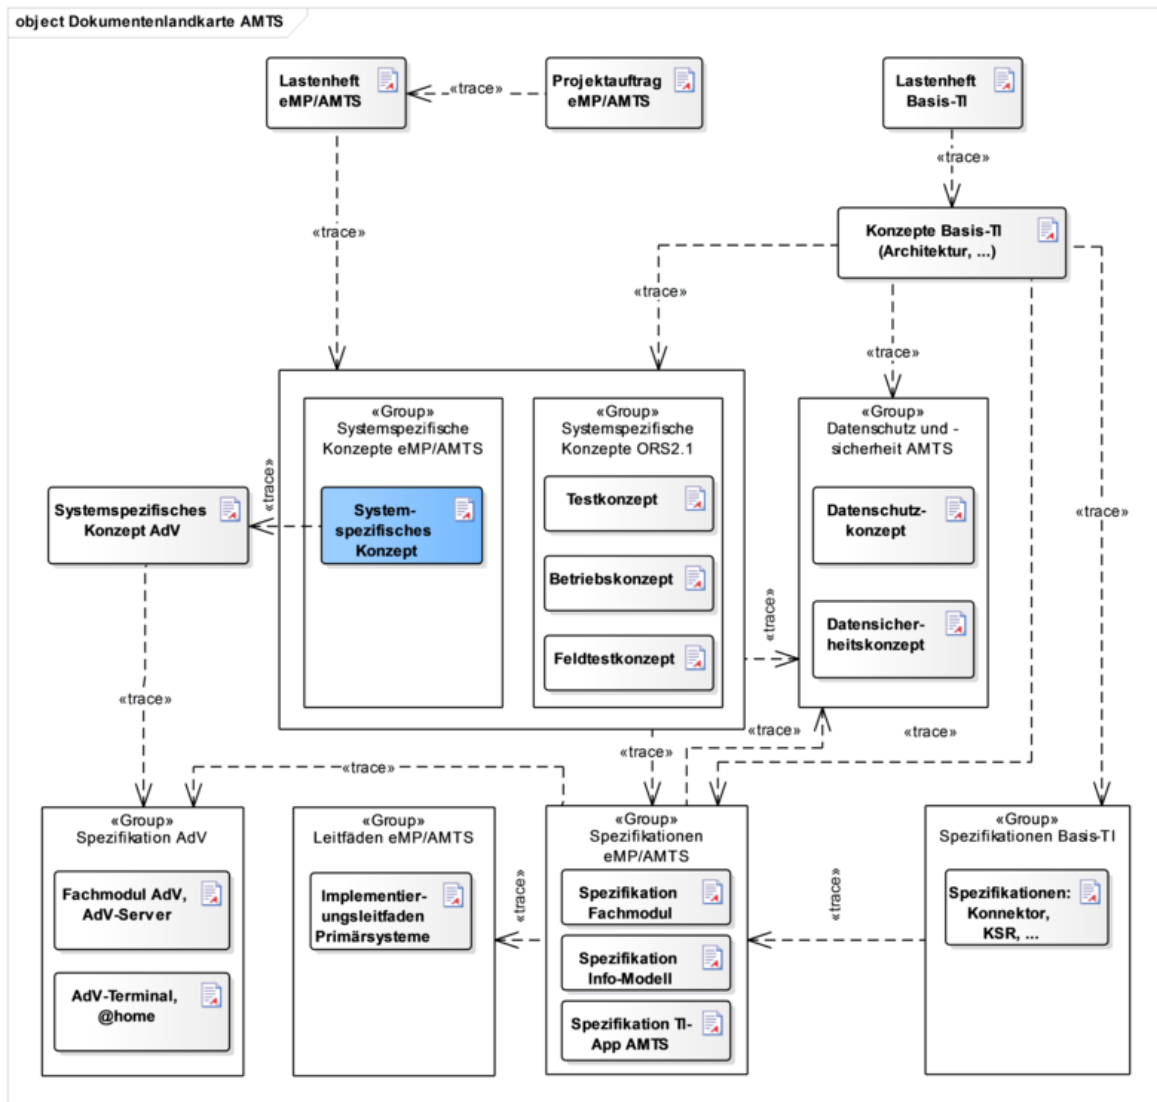 object Dokumentenlandkarte AMTS
Lastenheft
eMP/AMTS
«trace»
Projektauftrag
eMP/AMTS
Lastenheft
Basis-TI
«trace»
«trace»
Konzepte Basis-TI
(Architektur, ...)
«trace»
«trace»
«trace»
«Group»
Systemspezifische
Konzepte eMP/AMTS
System-
spezifisches
Konzept
«Group»
Systemspezifische
Konzepte ORS2.1
Testkonzept
Betriebskonzept
Feldtestkonzept
«Group»
Datenschutz und -
sicherheit AMTS
Datenschutz-
konzept
Datensicher-
heitskonzept
«trace»
Systemspezifisches
Konzept AdV
«trace»
«trace»
«trace»
«trace»
«trace»
«trace»
«trace»
«Group»
Spezifikation AdV
Fachmodul AdV,
AdV-Server
AdV-Terminal,
@home
«Group»
Leitfäden eMP/AMTS
Implementier-
ungsleitfaden
Primärsysteme
«trace»
«Group»
Spezifikationen
eMP/AMTS
Spezifikation
Fachmodul
Spezifikation
Info-Modell
Spezifikation TI-
App AMTS
«trace»
«Group»
Spezifikationen Basis-TI
Spezifikationen:
Konnektor,
KSR, ...